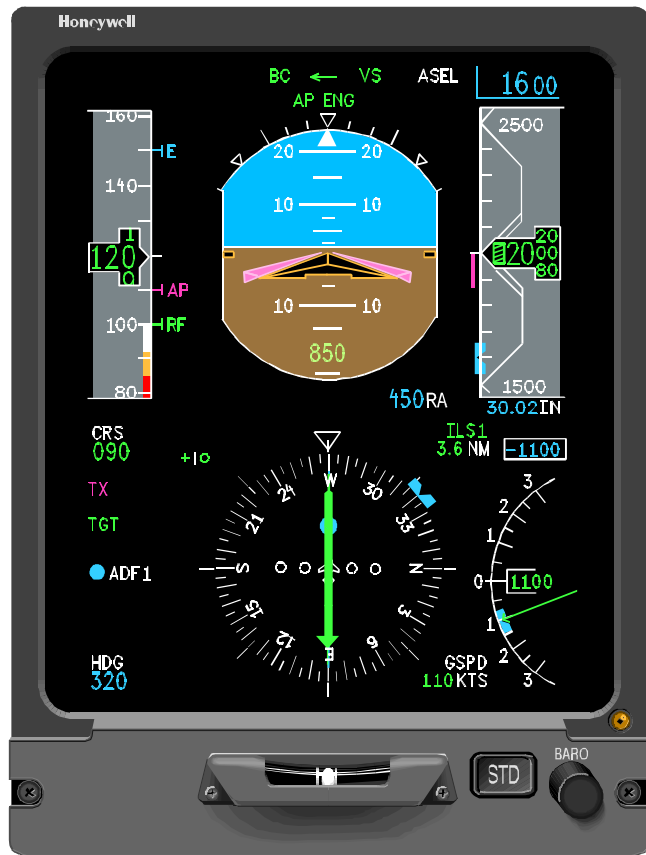 Honeywell
BC ← VS ASEL 1600
AP ENG
160
E
140
120
1
0
AP
100 RF
80
20 20
10 10
10 10
850
2500
20
20
00
80
1500
450RA
30.02IN
CRS
090
+10
ILS1
3.6 NM
-1100
TX
TGT
ADF1
HDG
320
W
30
33
N
3
6
E
12
15
S
21
24
3
2
1
0
1100
1
2
3
GSPD
110KTS
STD
BARO